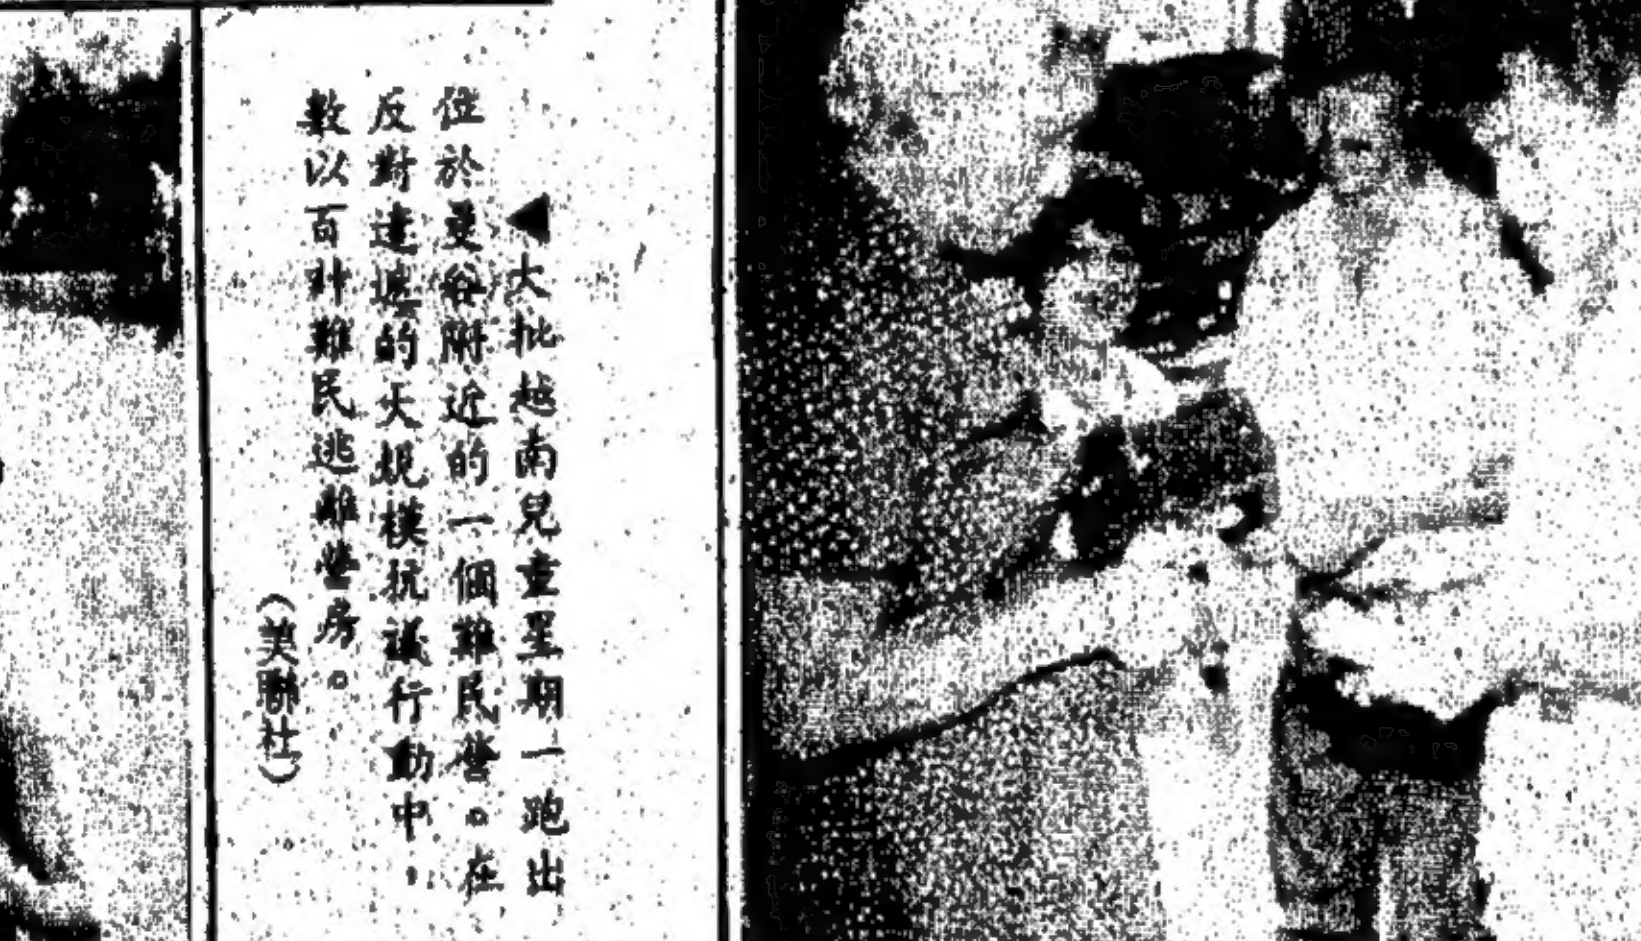 ◀大批越南兒童星期一跑出
位於曼谷附近的一個難民營。在
反對遣返的大規模抗議行動中，
數以百計難民逃離營房。
（美聯社）